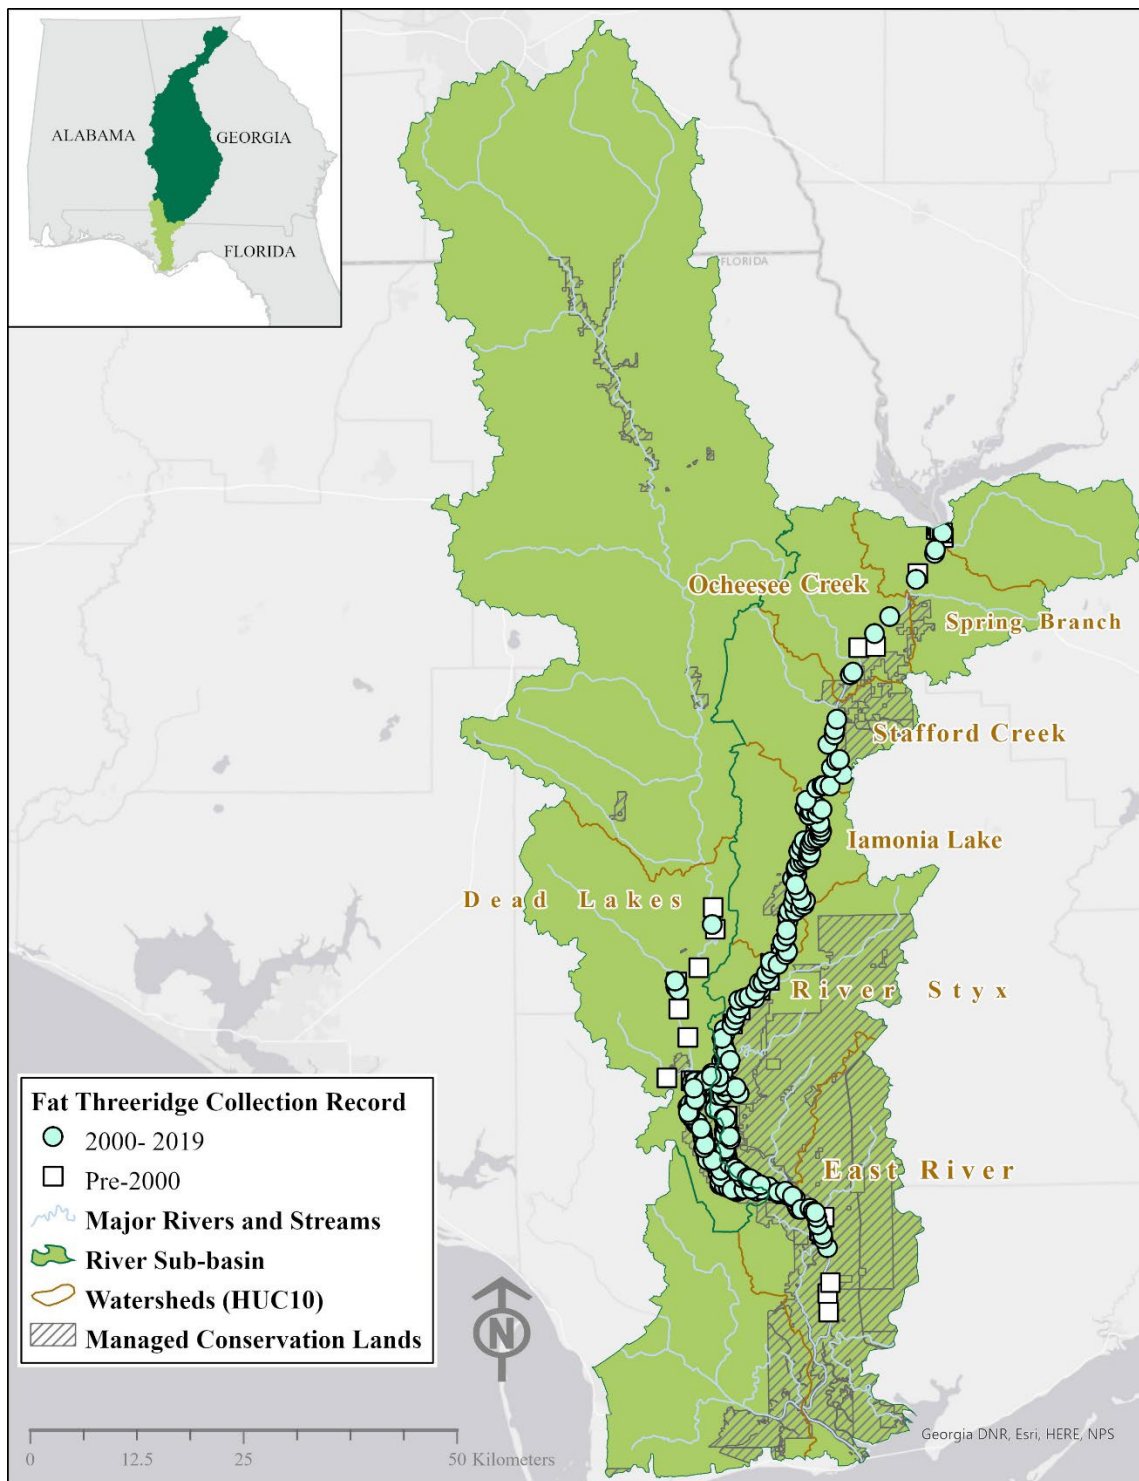 ALABAMA
GEORGIA
FLORIDA
FLORIDA
Ocheesee Creek
Spring Branch
Stafford Creek
Iamonia Lake
Dead Lakes
River Styx
East River
Fat Threeridge Collection Record
2000- 2019
Pre-2000
Major Rivers and Streams
River Sub-basin
Watersheds (HUC10)
Managed Conservation Lands
N
0 12.5 25 50 Kilometers
Georgia DNR, Esri, HERE, NPS